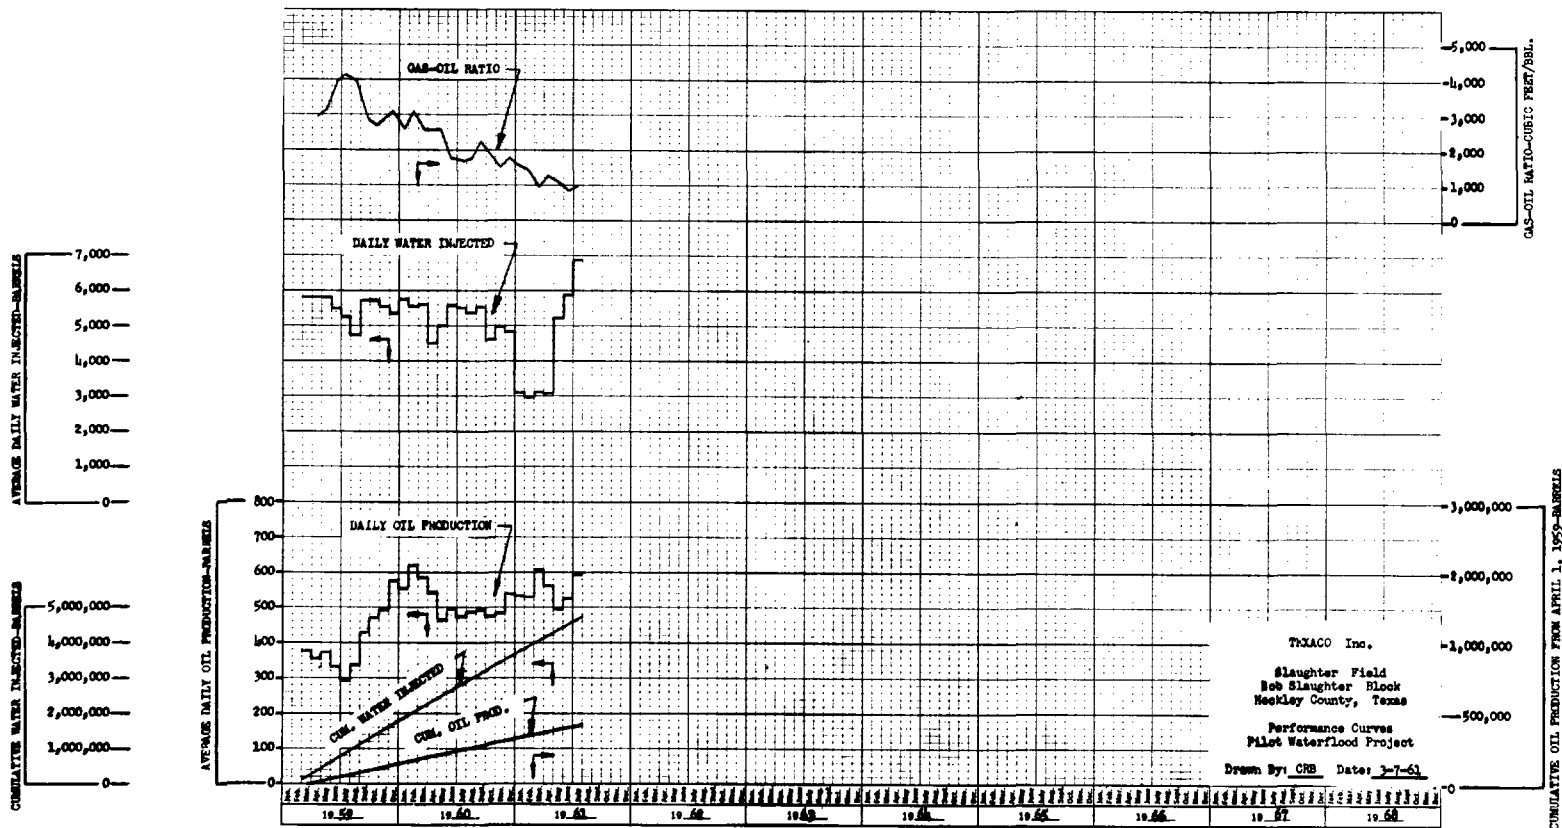 GAS-OIL RATIO
5,000
4,000
3,000
2,000
1,000
0
GAS-OIL RATIO-CUBIC FEET/BBL.
DAILY WATER INJECTED
AVERAGE DAILY WATER INJECTED-BARRELS
7,000
6,000
5,000
4,000
3,000
2,000
1,000
0
DAILY OIL PRODUCTION
AVERAGE DAILY OIL PRODUCTION-BARRELS
800
700
600
500
400
300
200
100
0
CUMULATIVE WATER INJECTED-BARRELS
5,000,000
4,000,000
3,000,000
2,000,000
1,000,000
0
CUM. WATER INJECTED
CUM. OIL PROD.
3,000,000
2,000,000
1,000,000
500,000
0
CUMULATIVE OIL PRODUCTION FROM APRIL 1, 1959-BARRELS
TEXACO Inc.
Slaughter Field
Bob Slaughter Block
Hockley County, Texas
Performance Curves
Pilot Waterflood Project
Drawn By: CRB Date: 3-7-61
19 59 19 60 19 61 19 62 19 63 19 64 19 65 19 66 19 67 19 68